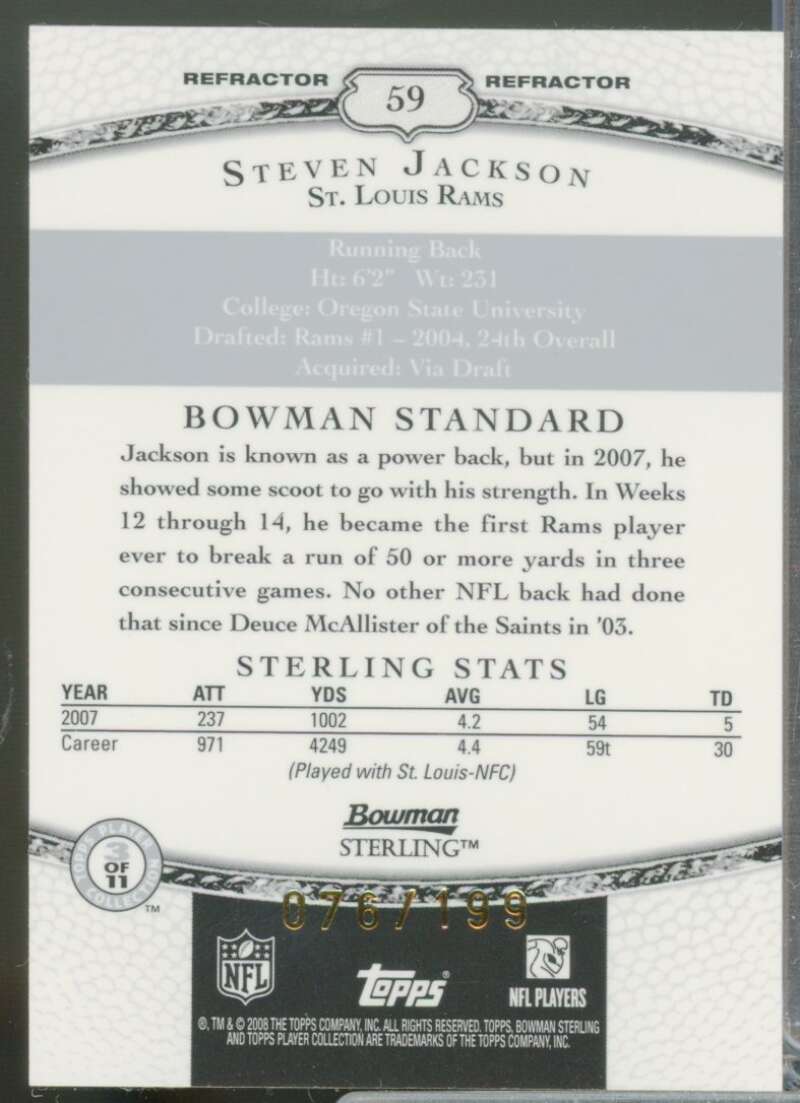 REFRACTOR 59 REFRACTOR
STEVEN JACKSON
ST. LOUIS RAMS
Running Back
Ht: 6'2" Wt: 231
College: Oregon State University
Drafted: Rams #1 – 2004, 24th Overall
Acquired: Via Draft
BOWMAN STANDARD
Jackson is known as a power back, but in 2007, he
showed some scoot to go with his strength. In Weeks
12 through 14, he became the first Rams player
ever to break a run of 50 or more yards in three
consecutive games. No other NFL back had done
that since Deuce McAllister of the Saints in '03.
STERLING STATS
YEAR ATT YDS AVG LG TD
2007 237 1002 4.2 54 5
Career 971 4249 4.4 59t 30
(Played with St. Louis-NFC)
Bowman
STERLING™
TOPPS PLAYER
COLLECTION
3
OF
11
™
076/199
NFL
Topps®
NFL PLAYERS
®, TM & © 2008 THE TOPPS COMPANY, INC. ALL RIGHTS RESERVED. TOPPS, BOWMAN STERLING
AND TOPPS PLAYER COLLECTION ARE TRADEMARKS OF THE TOPPS COMPANY, INC.